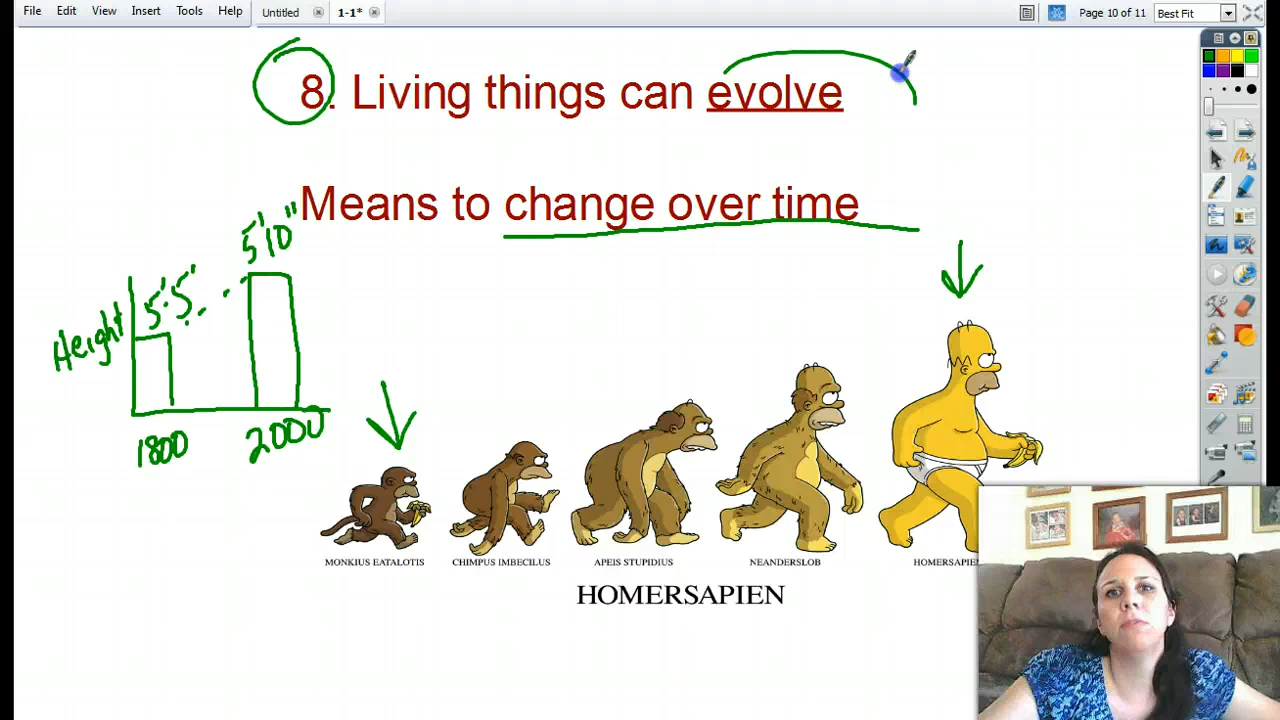 File Edit View Insert Tools Help Untitled 1-1* Page 10 of 11 Best Fit
8. Living things can evolve
Means to change over time
5'10"
5'5'
Height
1800 2000
MONKIUS EATALOTIS CHIMPUS IMBECILUS APEIS STUPIDIUS NEANDERSLOB HOMERSAPIEN
HOMERSAPIEN